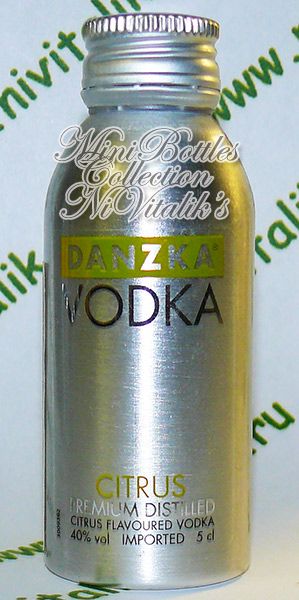 MiniBottles
Collection
NiVitalik's
DANZKA®
VODKA
CITRUS
PREMIUM DISTILLED
CITRUS FLAVOURED VODKA
40% vol IMPORTED 5 cl